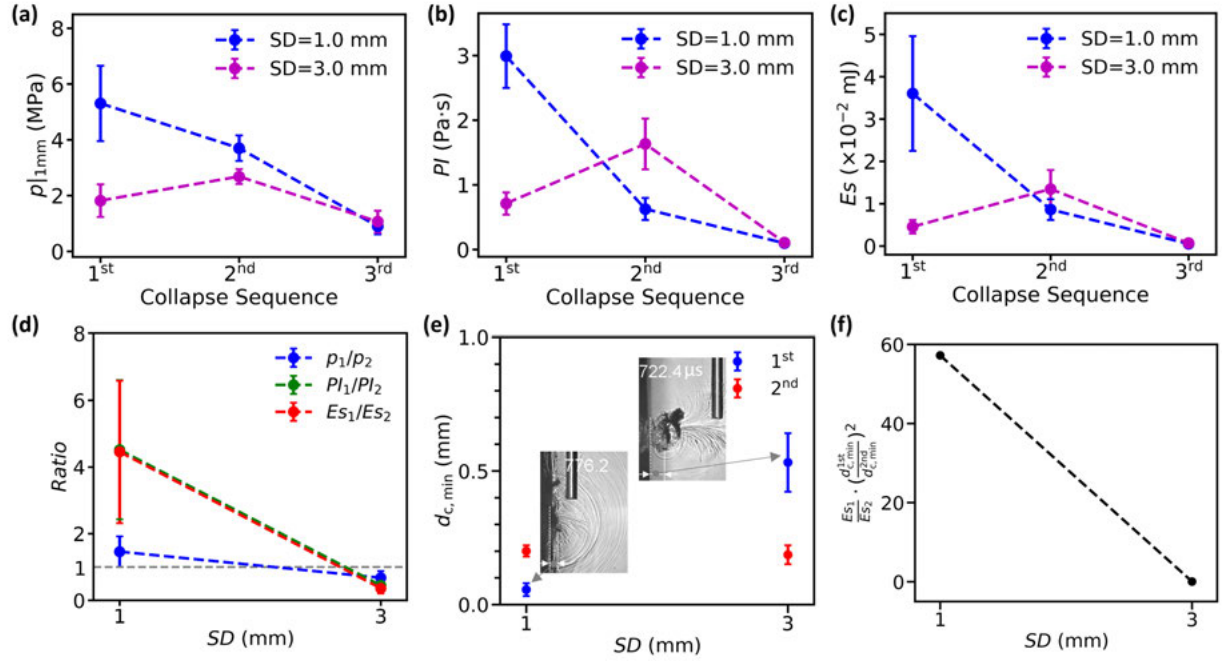 (a)
8
6
4
2
0
p|1mm (MPa)
SD=1.0 mm
SD=3.0 mm
1st 2nd 3rd
Collapse Sequence
(b)
3
2
1
0
PI (Pa·s)
SD=1.0 mm
SD=3.0 mm
1st 2nd 3rd
Collapse Sequence
(c)
5
4
3
2
1
0
Es (×10⁻² mJ)
SD=1.0 mm
SD=3.0 mm
1st 2nd 3rd
Collapse Sequence
(d)
8
6
4
2
1
0
Ratio
p1/p2
PI1/PI2
Es1/Es2
1 3
SD (mm)
(e)
1.0
0.5
0.0
dc, min (mm)
722.4 µs
776.2
1st
2nd
1 3
SD (mm)
(f)
60
40
20
0
Es1/Es2 · (d1stc,min/d2ndc,min)2
1 3
SD (mm)